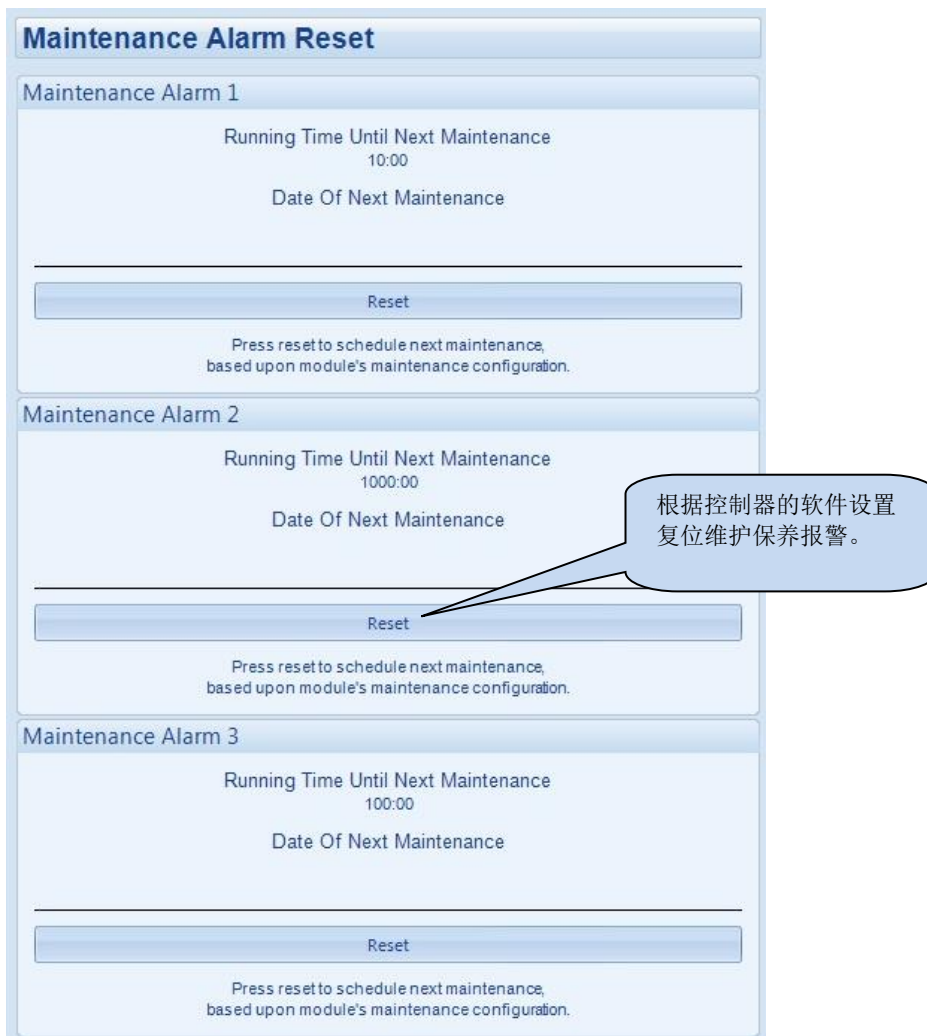 Maintenance Alarm Reset
Maintenance Alarm 1
Running Time Until Next Maintenance
10:00
Date Of Next Maintenance
Reset
Press reset to schedule next maintenance,
based upon module's maintenance configuration.
Maintenance Alarm 2
Running Time Until Next Maintenance
1000:00
Date Of Next Maintenance
根据控制器的软件设置
复位维护保养报警。
Reset
Press reset to schedule next maintenance,
based upon module's maintenance configuration.
Maintenance Alarm 3
Running Time Until Next Maintenance
100:00
Date Of Next Maintenance
Reset
Press reset to schedule next maintenance,
based upon module's maintenance configuration.